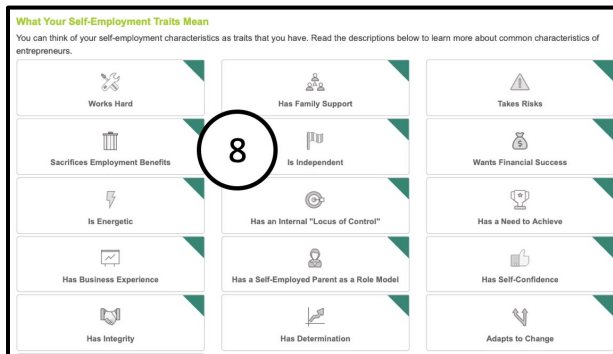 What Your Self-Employment Traits Mean
You can think of your self-employment characteristics as traits that you have. Read the descriptions below to learn more about common characteristics of
entrepreneurs.
Works Hard
Has Family Support
Takes Risks
Sacrifices Employment Benefits
8
Is Independent
$
Wants Financial Success
Is Energetic
Has an Internal "Locus of Control"
Has a Need to Achieve
Has Business Experience
Has a Self-Employed Parent as a Role Model
Has Self-Confidence
Has Integrity
Has Determination
Adapts to Change